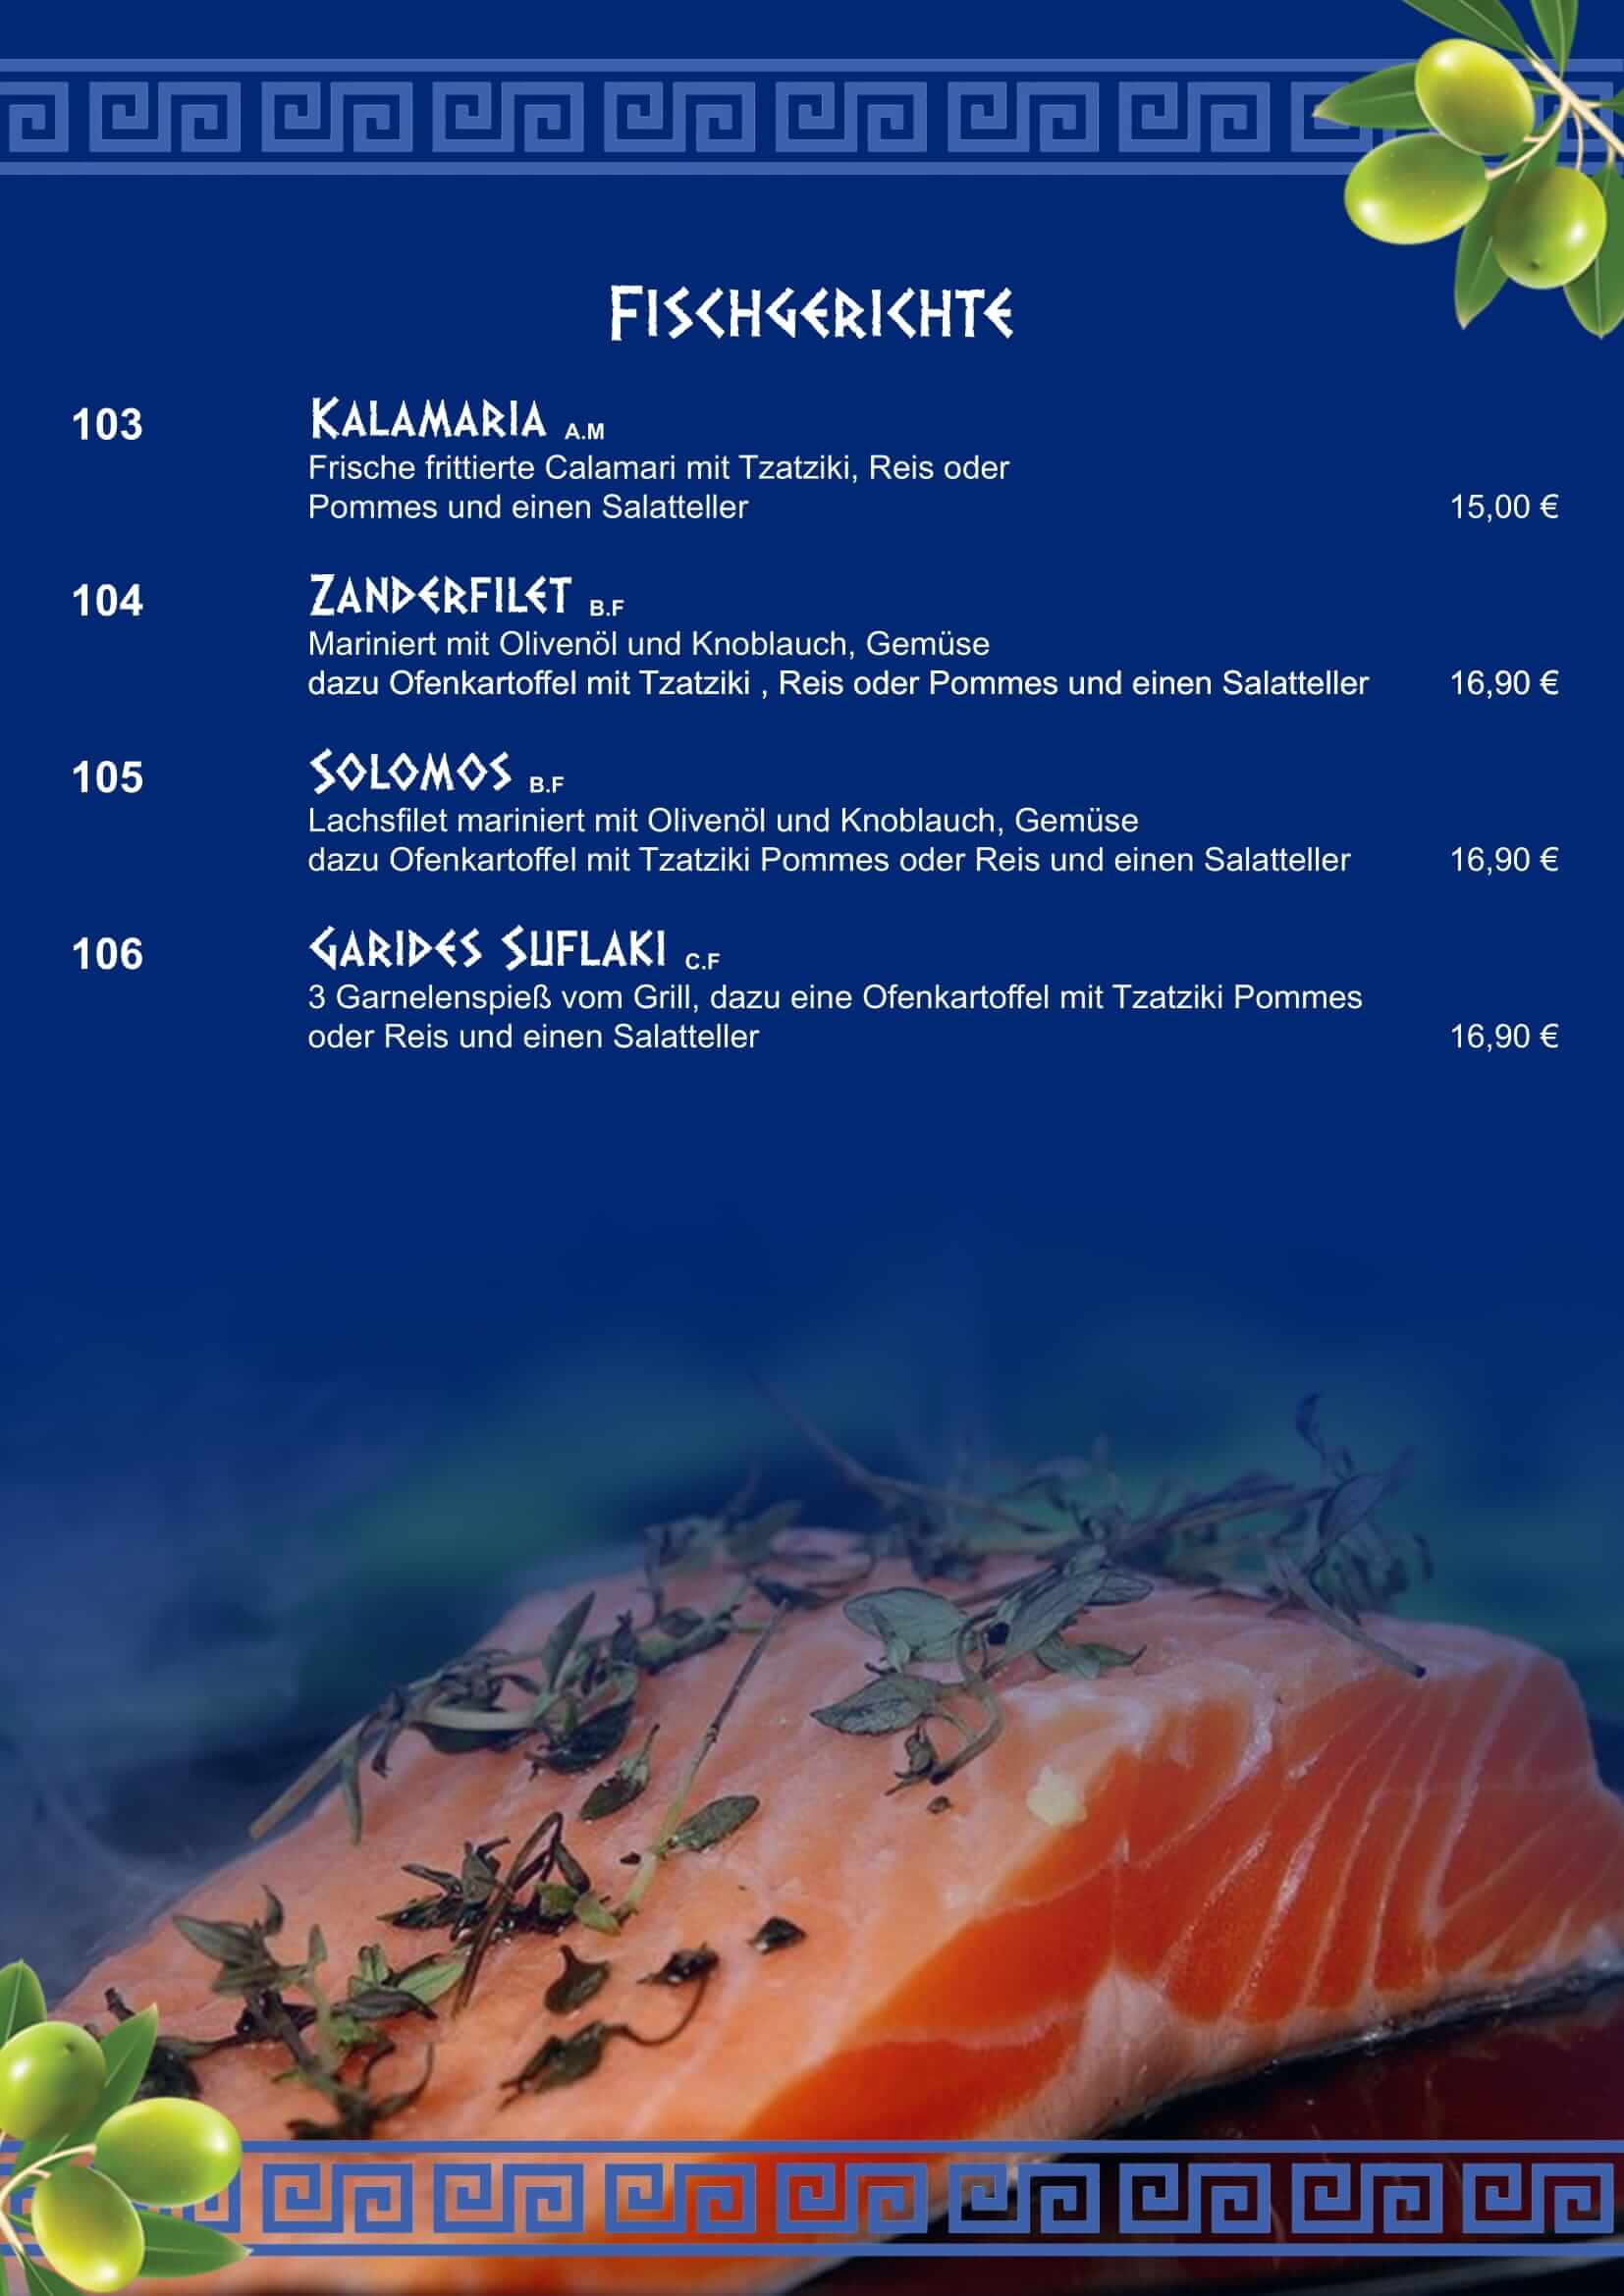 FISCHGERICHTE
103 KALAMARIA A.M
Frische frittierte Calamari mit Tzatziki, Reis oder
Pommes und einen Salatteller 15,00 €
104 ZANDERFILET B.F
Mariniert mit Olivenöl und Knoblauch, Gemüse
dazu Ofenkartoffel mit Tzatziki , Reis oder Pommes und einen Salatteller 16,90 €
105 SOLOMOS B.F
Lachsfilet mariniert mit Olivenöl und Knoblauch, Gemüse
dazu Ofenkartoffel mit Tzatziki Pommes oder Reis und einen Salatteller 16,90 €
106 GARIDES SUFLAKI C.F
3 Garnelenspieß vom Grill, dazu eine Ofenkartoffel mit Tzatziki Pommes
oder Reis und einen Salatteller 16,90 €